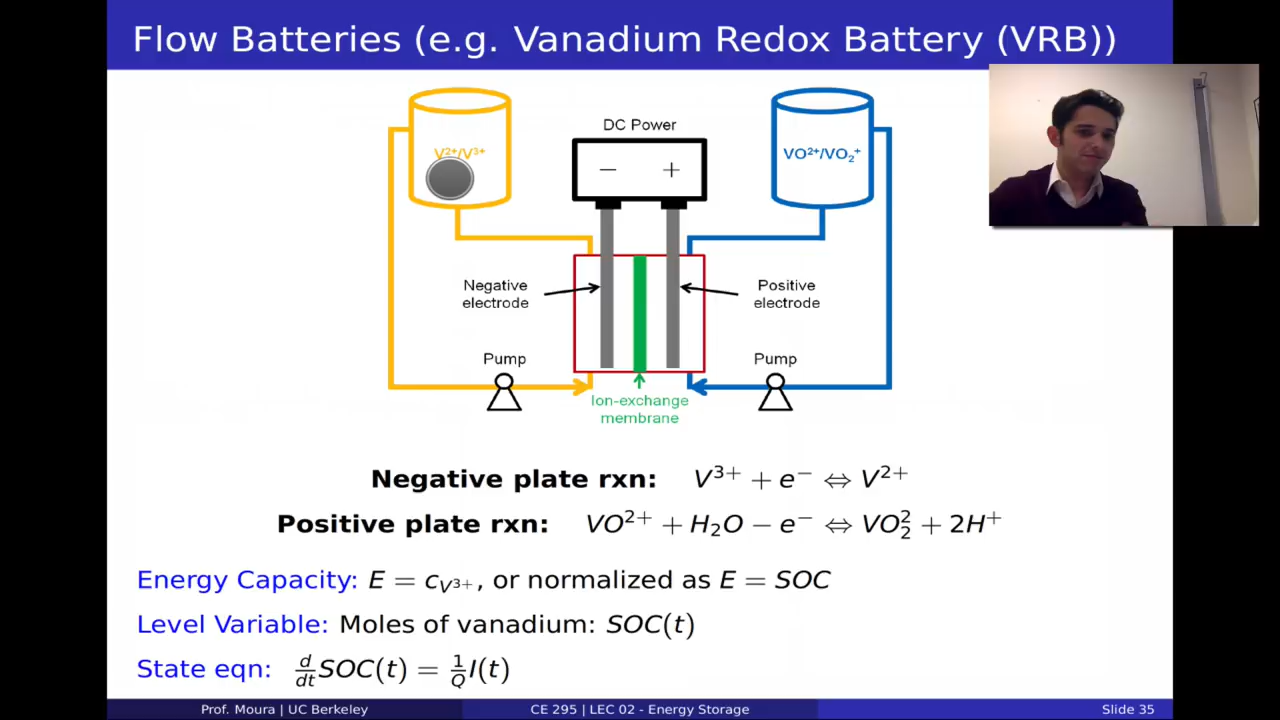 Flow Batteries (e.g. Vanadium Redox Battery (VRB))
DC Power
V²⁺/V³⁺
− +
VO²⁺/VO₂⁺
Negative
electrode
Positive
electrode
Pump
Pump
Ion-exchange
membrane
Negative plate rxn: V³⁺ + e⁻ ⇔ V²⁺
Positive plate rxn: VO²⁺ + H₂O − e⁻ ⇔ VO₂² + 2H⁺
Energy Capacity: E = c_V³⁺, or normalized as E = SOC
Level Variable: Moles of vanadium: SOC(t)
State eqn: d/dt SOC(t) = 1/Q I(t)
Prof. Moura | UC Berkeley CE 295 | LEC 02 - Energy Storage Slide 35